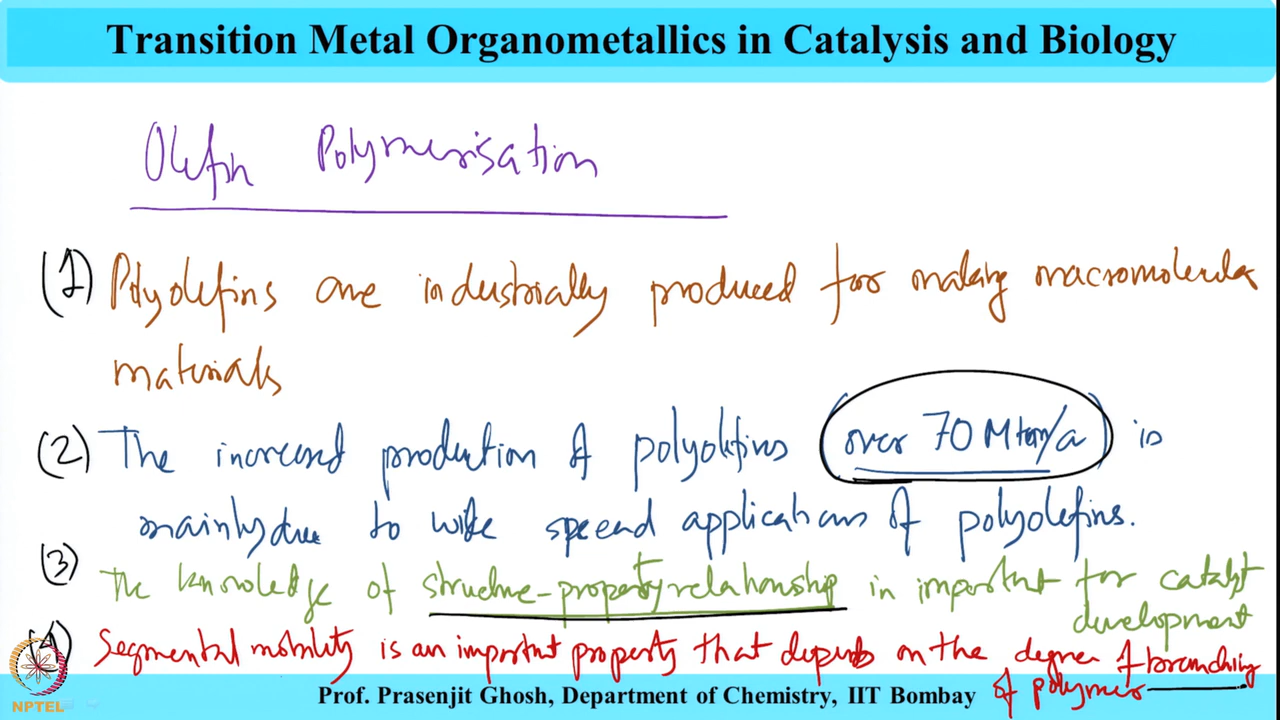 Transition Metal Organometallics in Catalysis and Biology
Olefin Polymerisation
(1) Polyolefins are industrially produced for making macromolecular
materials
(2) The increased production of polyolefins (over 70 M ton/a) is
mainly due to wide spread applications of polyolefins.
(3) The knowledge of structure-property relationship in important for catalyst
development
(4) Segmental mobility is an important property that depends on the degree of branching
of polymers
NPTEL
Prof. Prasenjit Ghosh, Department of Chemistry, IIT Bombay